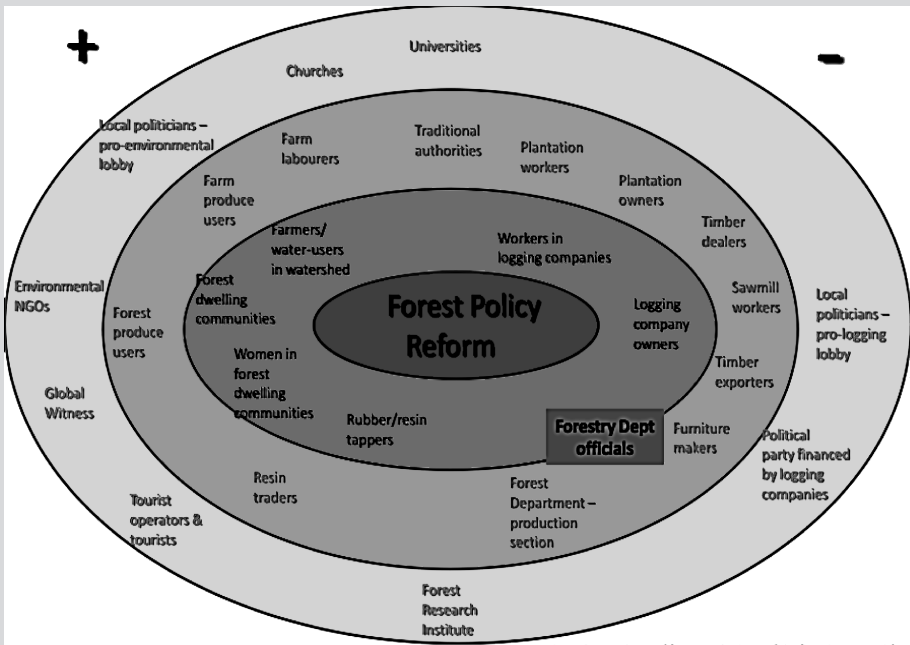 +
-
Universities
Churches
Local politicians –
pro-environmental
lobby
Farm
labourers
Traditional
authorities
Plantation
workers
Farm
produce
users
Plantation
owners
Timber
dealers
Farmers/
water-users
in watershed
Workers in
logging companies
Environmental
NGOs
Forest
dwelling
communities
Forest
produce
users
Forest Policy
Reform
Logging
company
owners
Sawmill
workers
Local
politicians –
pro-logging
lobby
Women in
forest
dwelling
communities
Timber
exporters
Global
Witness
Rubber/resin
tappers
Forestry Dept
officials
Furniture
makers
Political
party financed
by logging
companies
Resin
traders
Forest
Department –
production
section
Tourist
operators &
tourists
Forest
Research
Institute